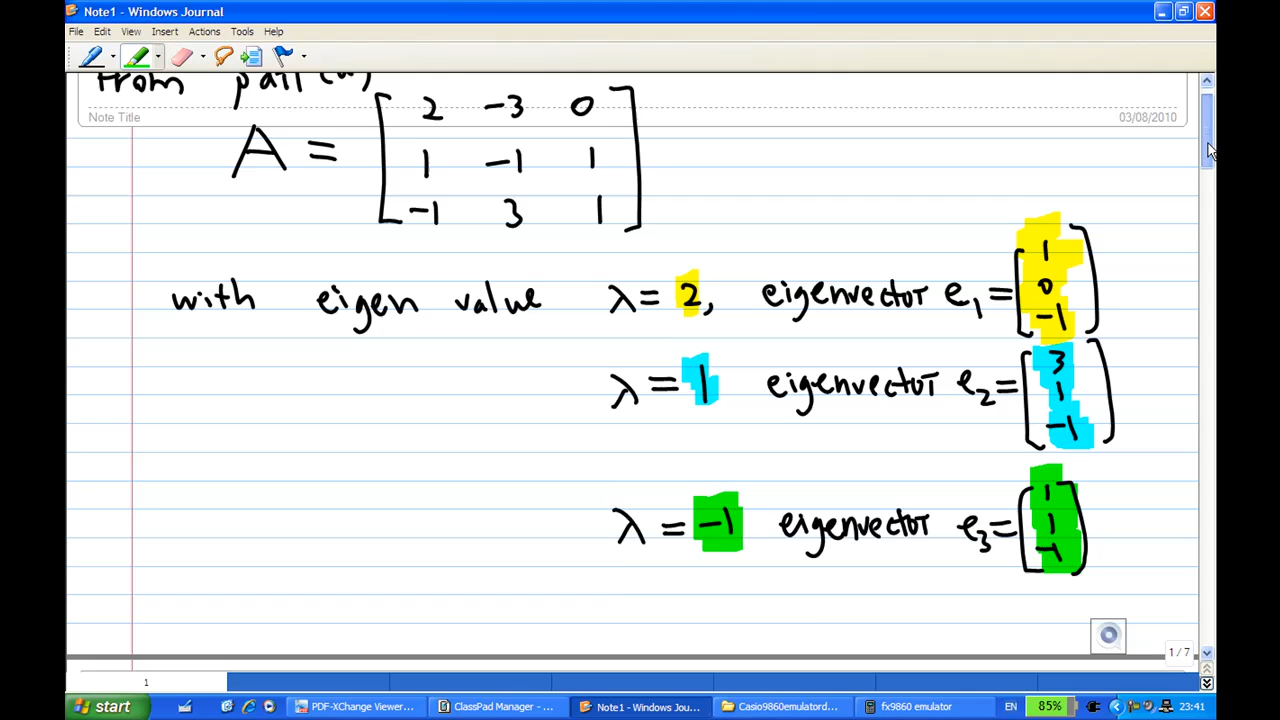 Note1 - Windows Journal
File Edit View Insert Actions Tools Help
from part (a)
Note Title
03/08/2010
A = [ 2 -3 0
1 -1 1
-1 3 1 ]
with eigen value λ = 2, eigenvector e1 = [ 1 0 -1 ]
λ = 1 eigenvector e2 = [ 3 1 -1 ]
λ = -1 eigenvector e3 = [ 1 1 -1 ]
1 / 7
1
start PDF-XChange Viewer... ClassPad Manager - ... Note1 - Windows Jour... Casio9860emulatord... fx9860 emulator EN 85% 23:41